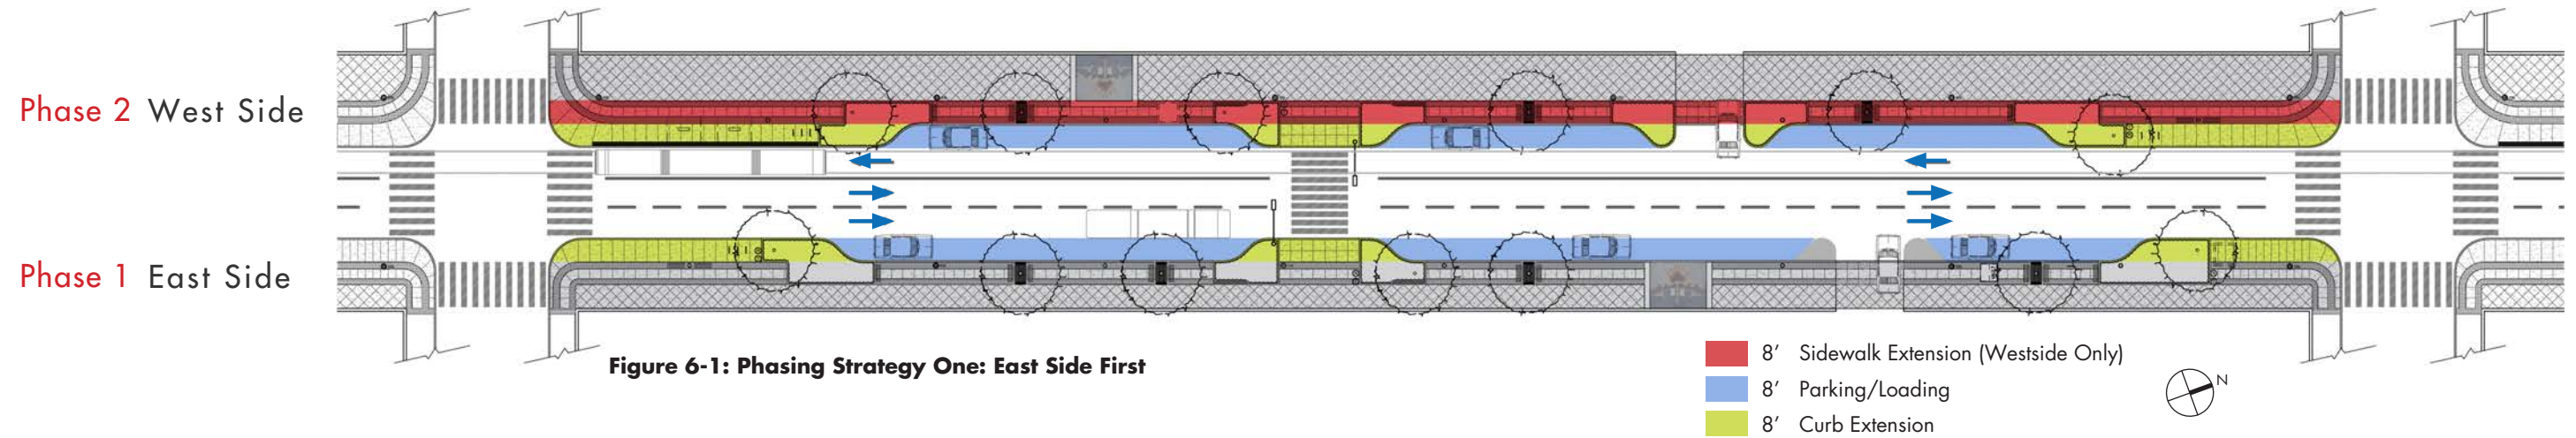 Phase 2 West Side
Phase 1 East Side
Figure 6-1: Phasing Strategy One: East Side First
8’ Sidewalk Extension (Westside Only)
8’ Parking/Loading
8’ Curb Extension
N